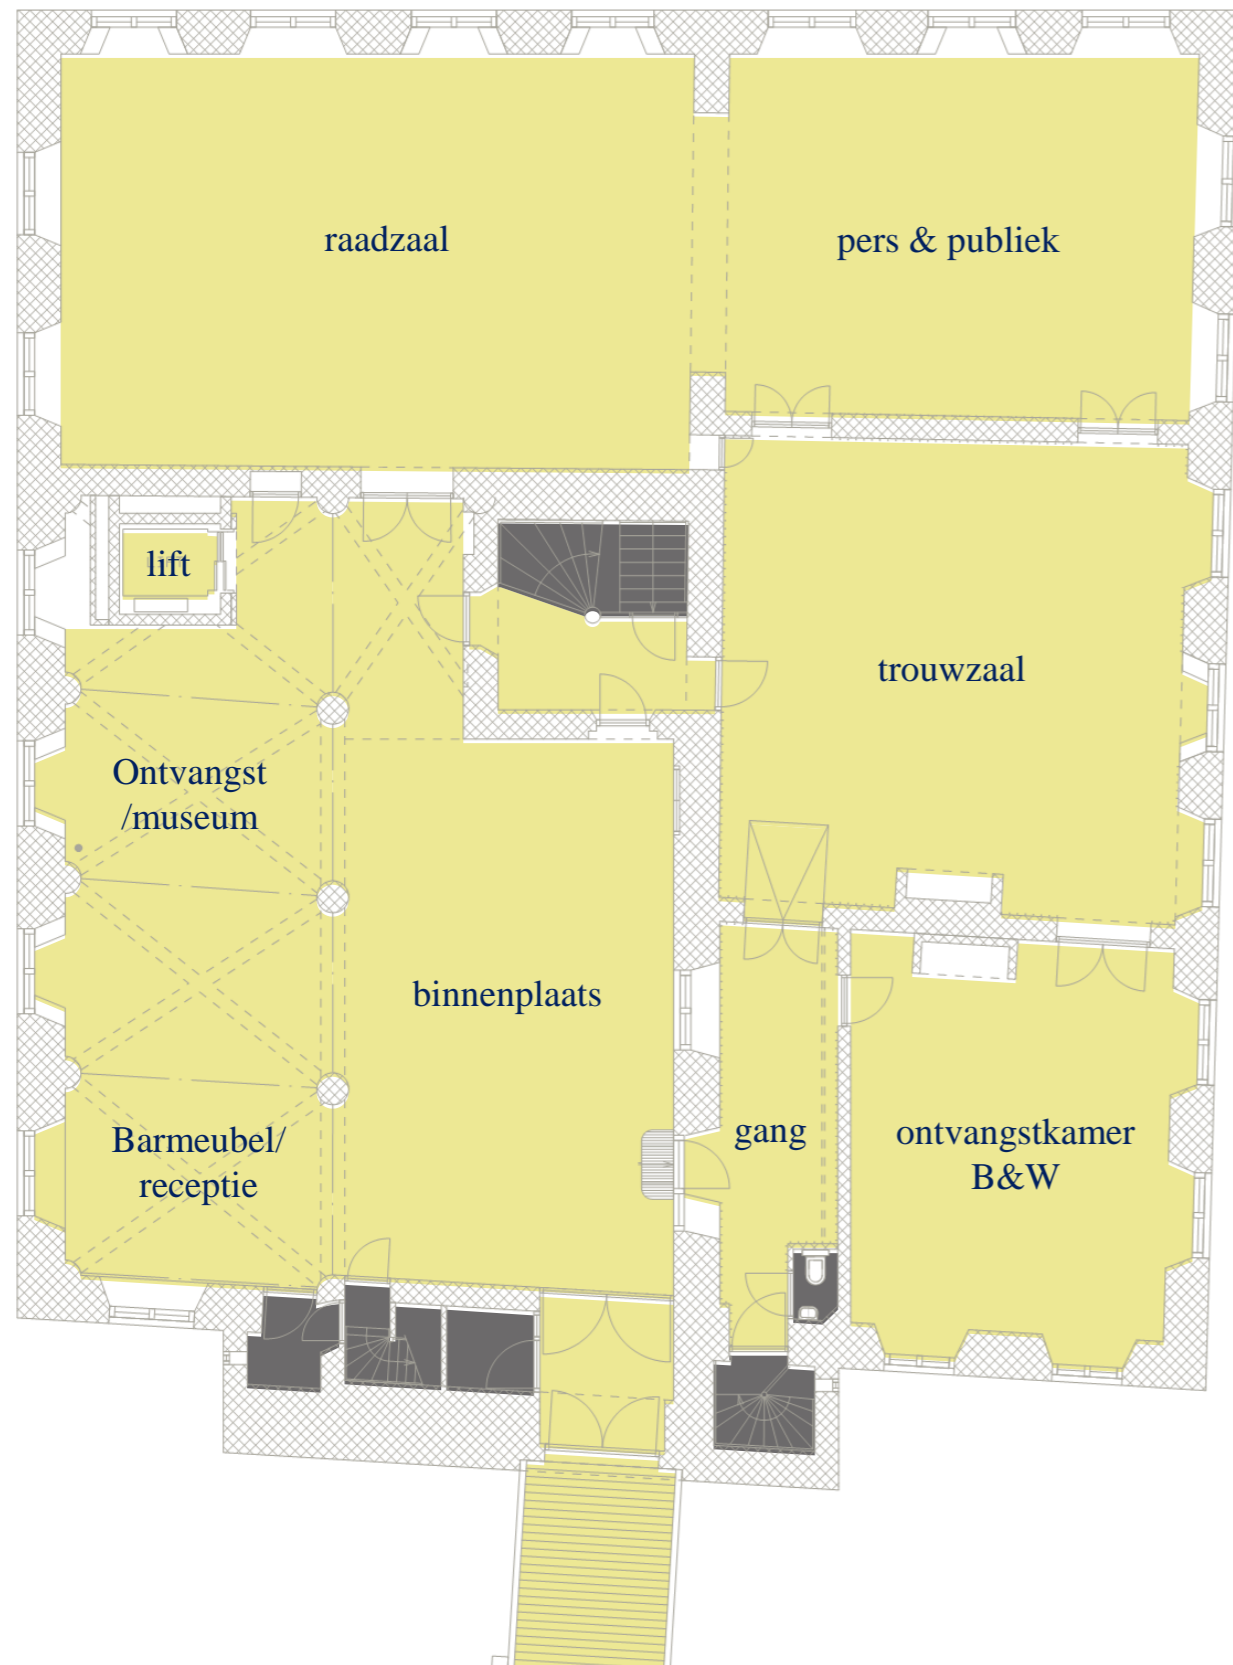 raadzaal
pers & publiek
lift
trouwzaal
Ontvangst
/museum
binnenplaats
Barmeubel/
receptie
gang
ontvangstkamer
B&W